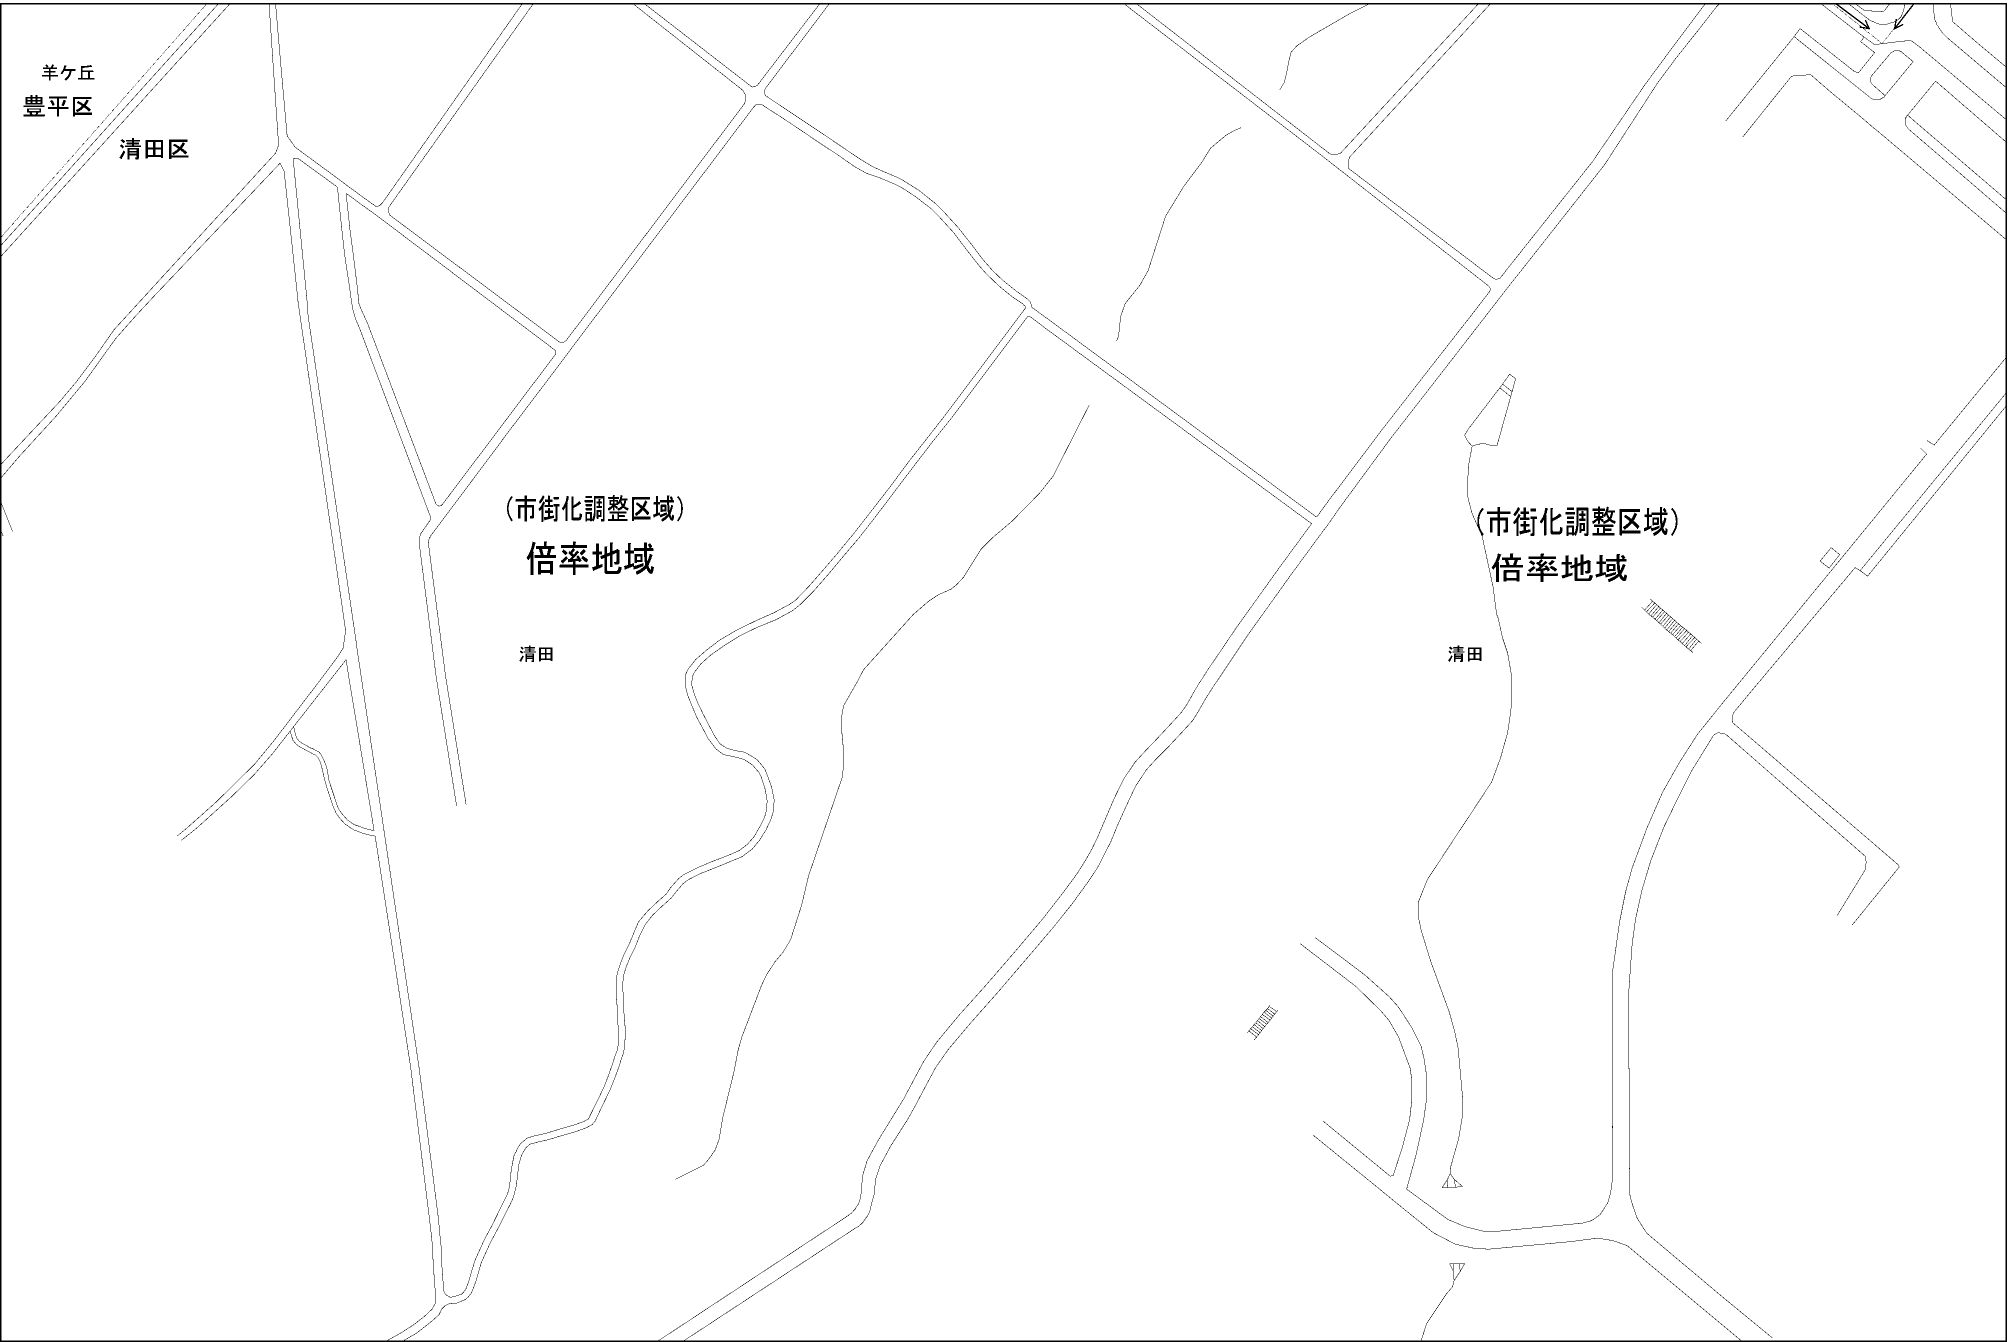 羊ケ丘
豊平区
清田区
(市街化調整区域)
倍率地域
清田
(市街化調整区域)
倍率地域
清田